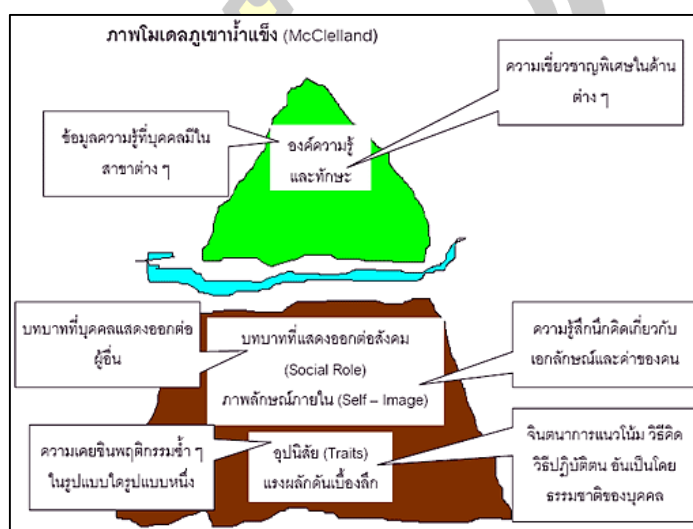 ภาพโมเดลภูเขาน้ำแข็ง (McClelland)
ความเชี่ยวชาญพิเศษในด้าน
ต่าง ๆ
ข้อมูลความรู้ที่บุคคลมีใน
สาขาต่าง ๆ
องค์ความรู้
และทักษะ
บทบาทที่บุคคลแสดงออกต่อ
ผู้อื่น
บทบาทที่แสดงออกต่อสังคม
(Social Role)
ภาพลักษณ์ภายใน (Self – Image)
ความรู้สึกนึกคิดเกี่ยวกับ
เอกลักษณ์และค่าของคน
ความเคยชินพฤติกรรมซ้ำ ๆ
ในรูปแบบใดรูปแบบหนึ่ง
อุปนิสัย (Traits)
แรงผลักดันเบื้องลึก
จินตนาการแนวโน้ม วิธีคิด
วิธีปฏิบัติตน อันเป็นโดย
ธรรมชาติของบุคคล